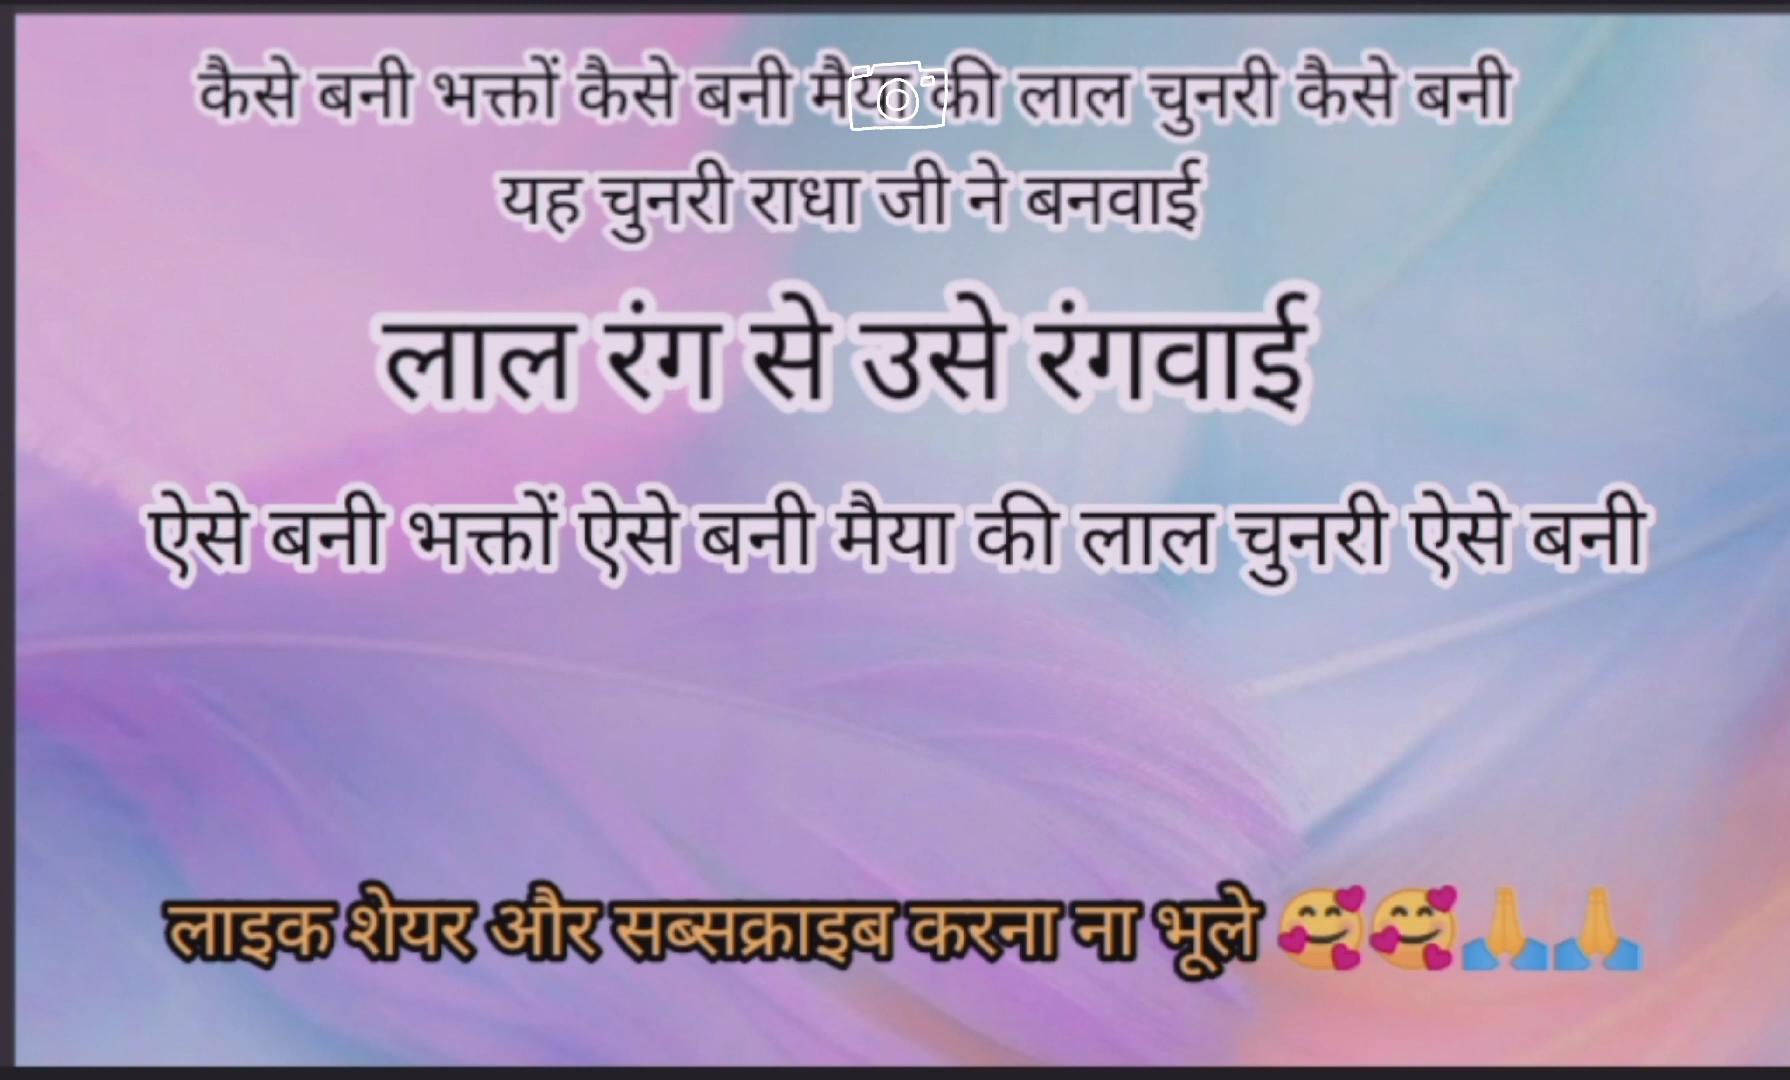 कैसे बनी भक्तों कैसे बनी मैया की लाल चुनरी कैसे बनी
यह चुनरी राधा जी ने बनवाई
लाल रंग से उसे रंगवाई
ऐसे बनी भक्तों ऐसे बनी मैया की लाल चुनरी ऐसे बनी
लाइक शेयर और सब्सक्राइब करना ना भूले 🥰🥰🙏🙏